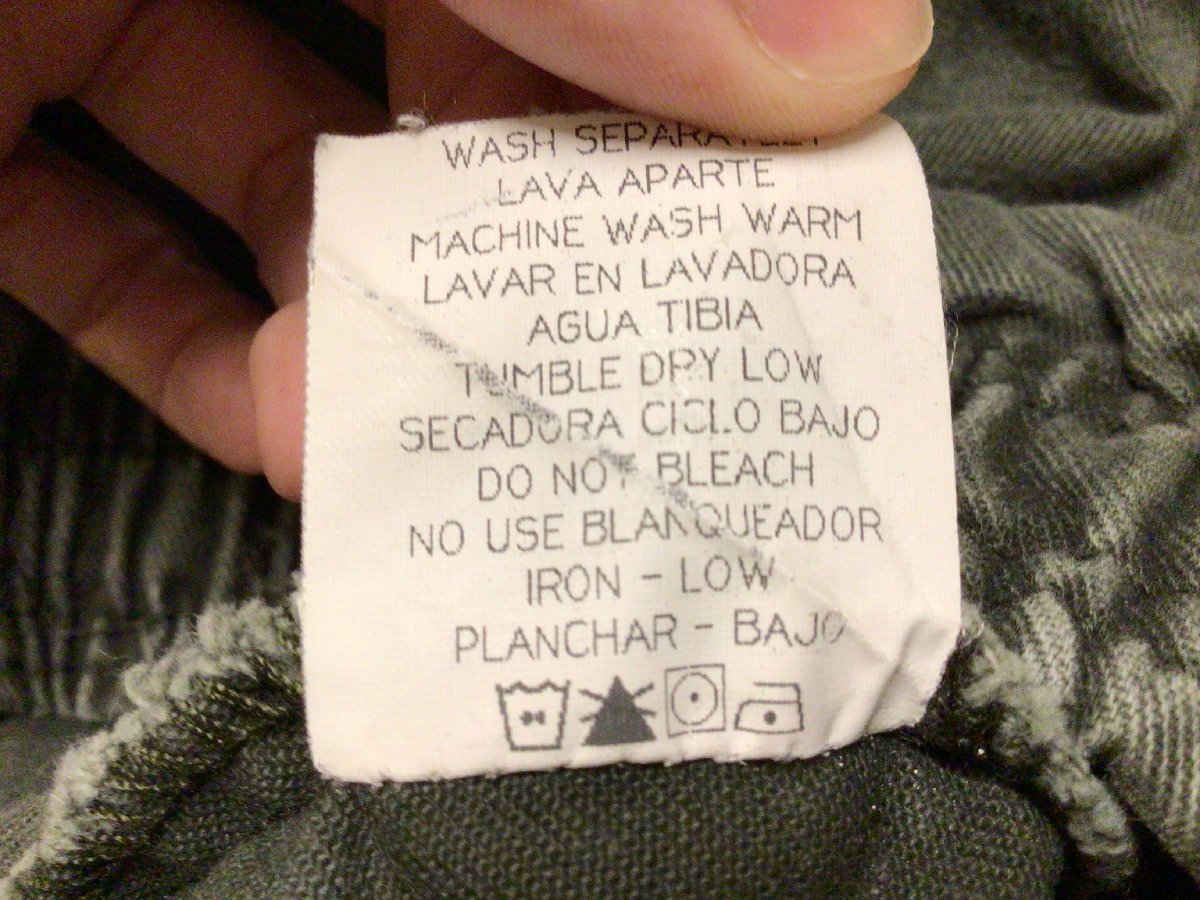 WASH SEPARATELY
LAVA APARTE
MACHINE WASH WARM
LAVAR EN LAVADORA
AGUA TIBIA
TUMBLE DRY LOW
SECADORA CICLO BAJO
DO NOT BLEACH
NO USE BLANQUEADOR
IRON - LOW
PLANCHAR - BAJO